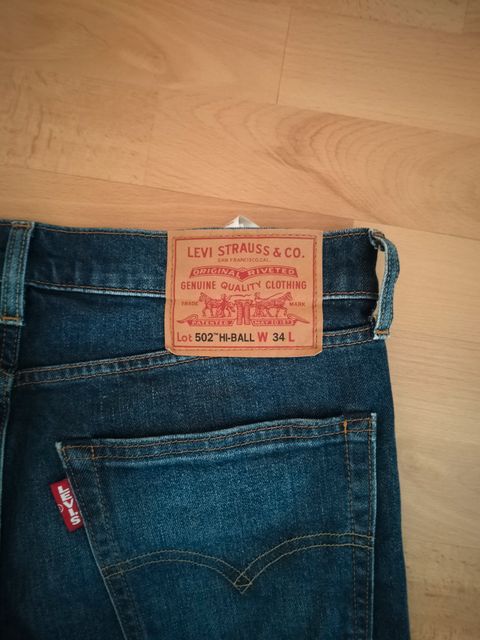 LEVI STRAUSS & CO.
SAN FRANCISCO, CAL.
ORIGINAL RIVETED
GENUINE QUALITY CLOTHING
TRADE MARK
PATENTED MAY 20 1873
Lot 502™ HI-BALL W 34 L
LEVI'S
®